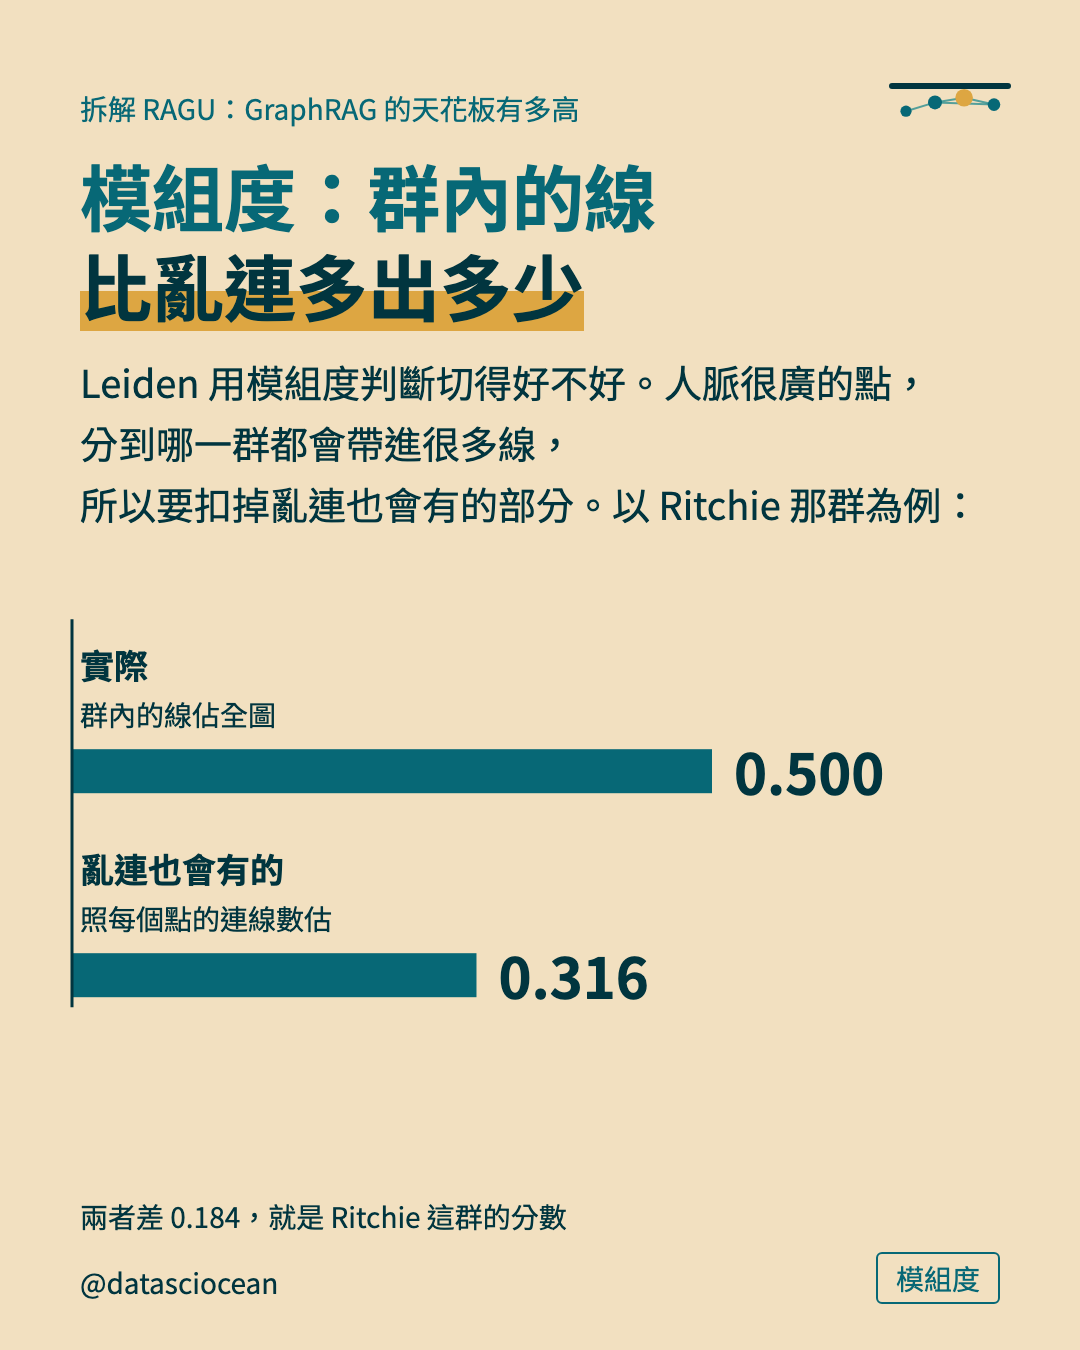 拆解 RAGU：GraphRAG 的天花板有多高
模組度：群內的線
比亂連多出多少
Leiden 用模組度判斷切得好不好。人脈很廣的點，
分到哪一群都會帶進很多線，
所以要扣掉亂連也會有的部分。以 Ritchie 那群為例：
實際
群內的線佔全圖
0.500
亂連也會有的
照每個點的連線數估
0.316
兩者差 0.184，就是 Ritchie 這群的分數
@datasciocean
模組度